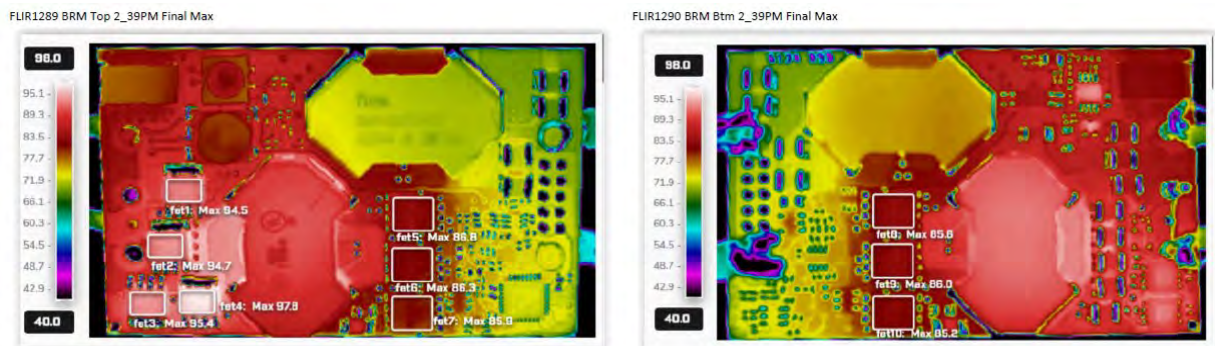 FLIR1289 BRM Top 2_39PM Final Max
98.0
95.1
89.3
83.5
77.7
71.9
66.1
60.3
54.5
48.7
42.9
40.0
fet1: Max 94.5
fet2: Max 94.7
fet3: Max 95.4
fet4: Max 97.8
fet5: Max 86.8
fet6: Max 86.3
fet7: Max 85.9
FLIR1290 BRM Btm 2_39PM Final Max
98.0
95.1
89.3
83.5
77.7
71.9
66.1
60.3
54.5
48.7
42.9
40.0
fet8: Max 85.6
fet9: Max 86.0
fet10: Max 85.2